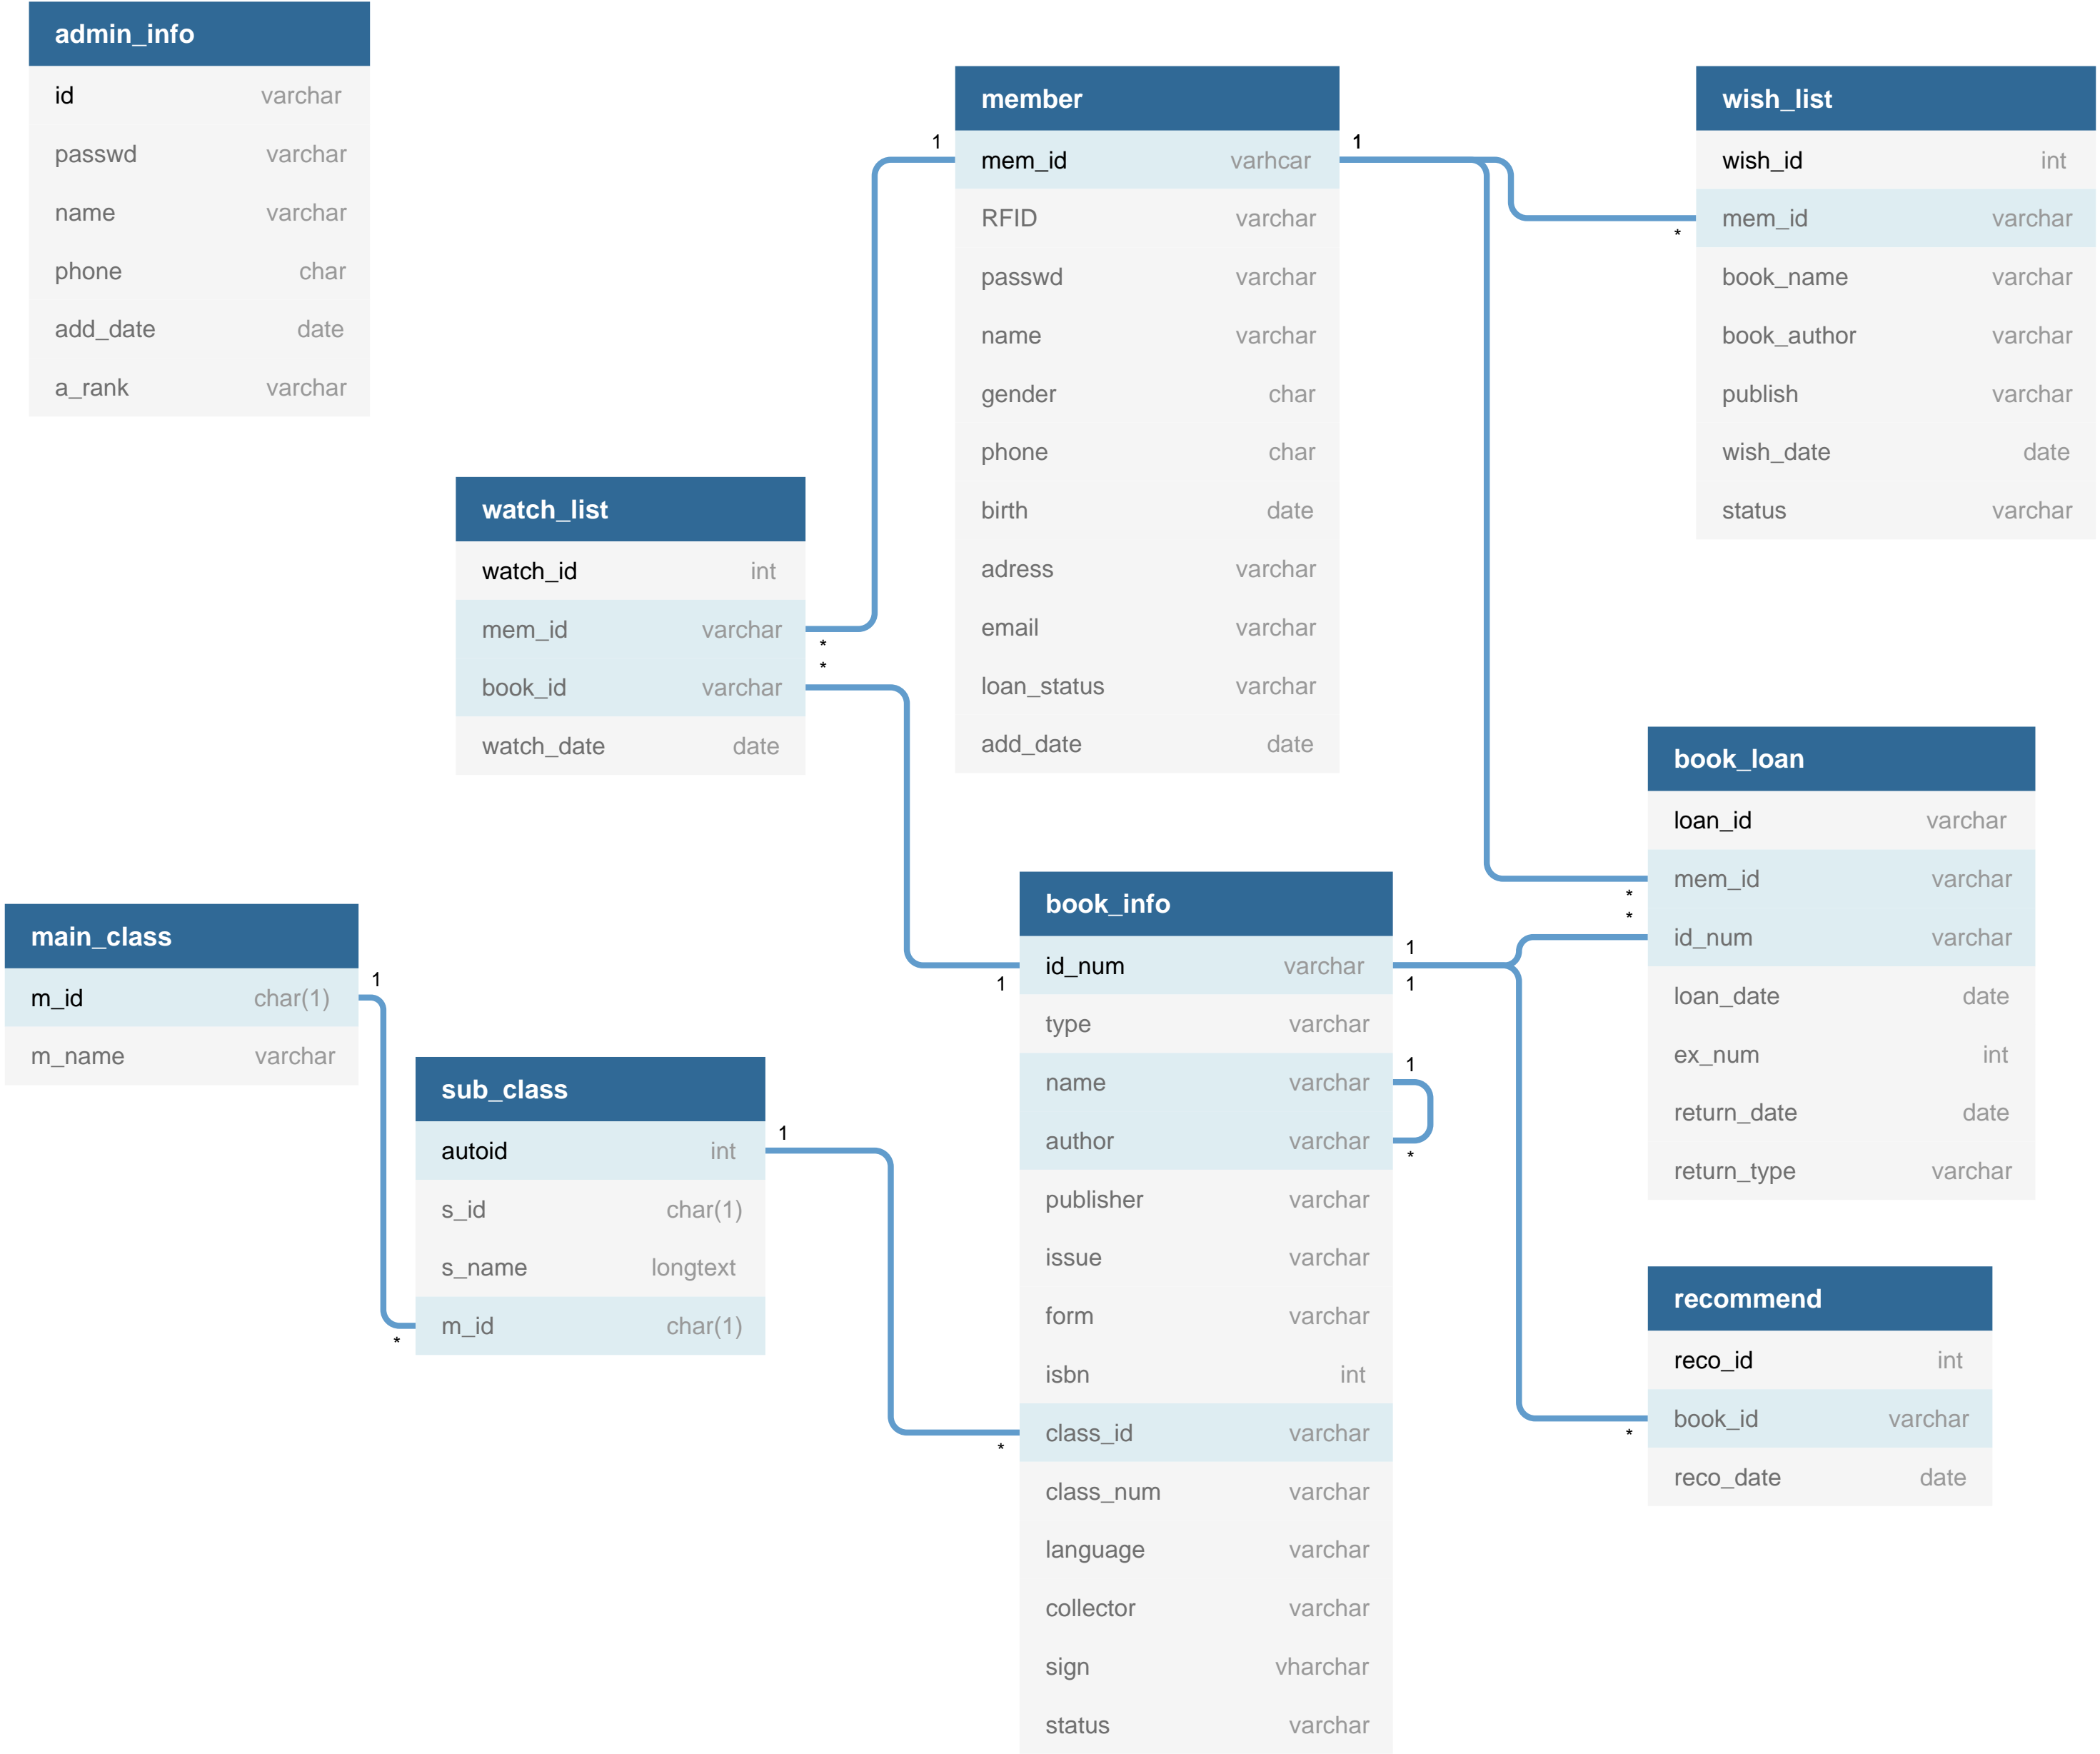 admin_info
id varchar
passwd varchar
name varchar
phone char
add_date date
a_rank varchar
member
1 mem_id varhcar 1
RFID varchar
passwd varchar
name varchar
gender char
phone char
birth date
adress varchar
email varchar
loan_status varchar
add_date date
wish_list
wish_id int
mem_id varchar
*
book_name varchar
book_author varchar
publish varchar
wish_date date
status varchar
watch_list
watch_id int
mem_id varchar
*
*
book_id varchar
watch_date date
book_loan
loan_id varchar
mem_id varchar
*
*
id_num varchar
loan_date date
ex_num int
return_date date
return_type varchar
main_class
1
m_id char(1)
m_name varchar
sub_class
1
autoid int
s_id char(1)
s_name longtext
m_id char(1)
*
book_info
1
id_num varchar
1 1
type varchar
1
name varchar
author varchar
*
publisher varchar
issue varchar
form varchar
isbn int
class_id varchar
*
class_num varchar
language varchar
collector varchar
sign vharchar
status varchar
recommend
reco_id int
book_id varchar
*
reco_date date